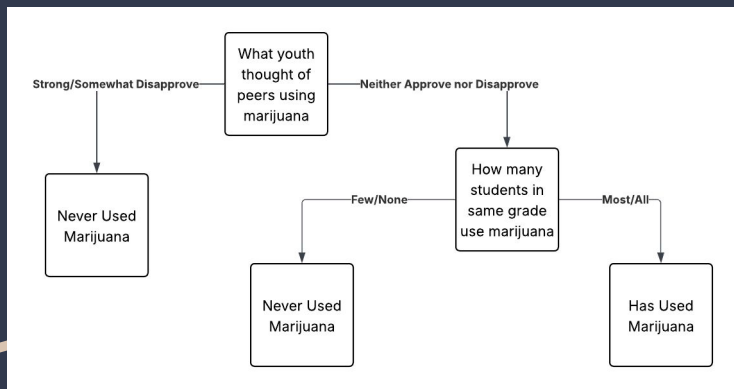 What youth
thought of
peers using
marijuana
Strong/Somewhat Disapprove
Neither Approve nor Disapprove
Never Used
Marijuana
How many
students in
same grade
use marijuana
Few/None
Most/All
Never Used
Marijuana
Has Used
Marijuana